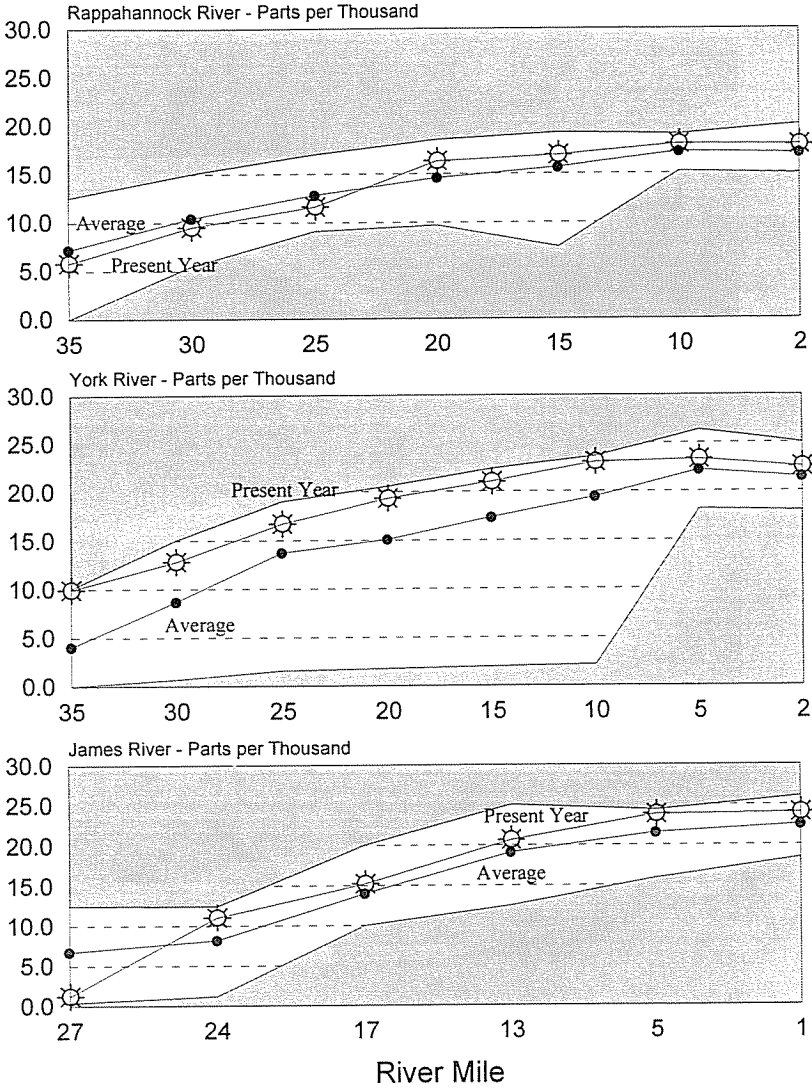 Rappahannock River - Parts per Thousand
30.0
25.0
20.0
15.0
10.0
5.0
0.0
Average
Present Year
35 30 25 20 15 10 2
York River - Parts per Thousand
30.0
25.0
20.0
15.0
10.0
5.0
0.0
Present Year
Average
35 30 25 20 15 10 5 2
James River - Parts per Thousand
30.0
25.0
20.0
15.0
10.0
5.0
0.0
Present Year
Average
27 24 17 13 5 1
River Mile